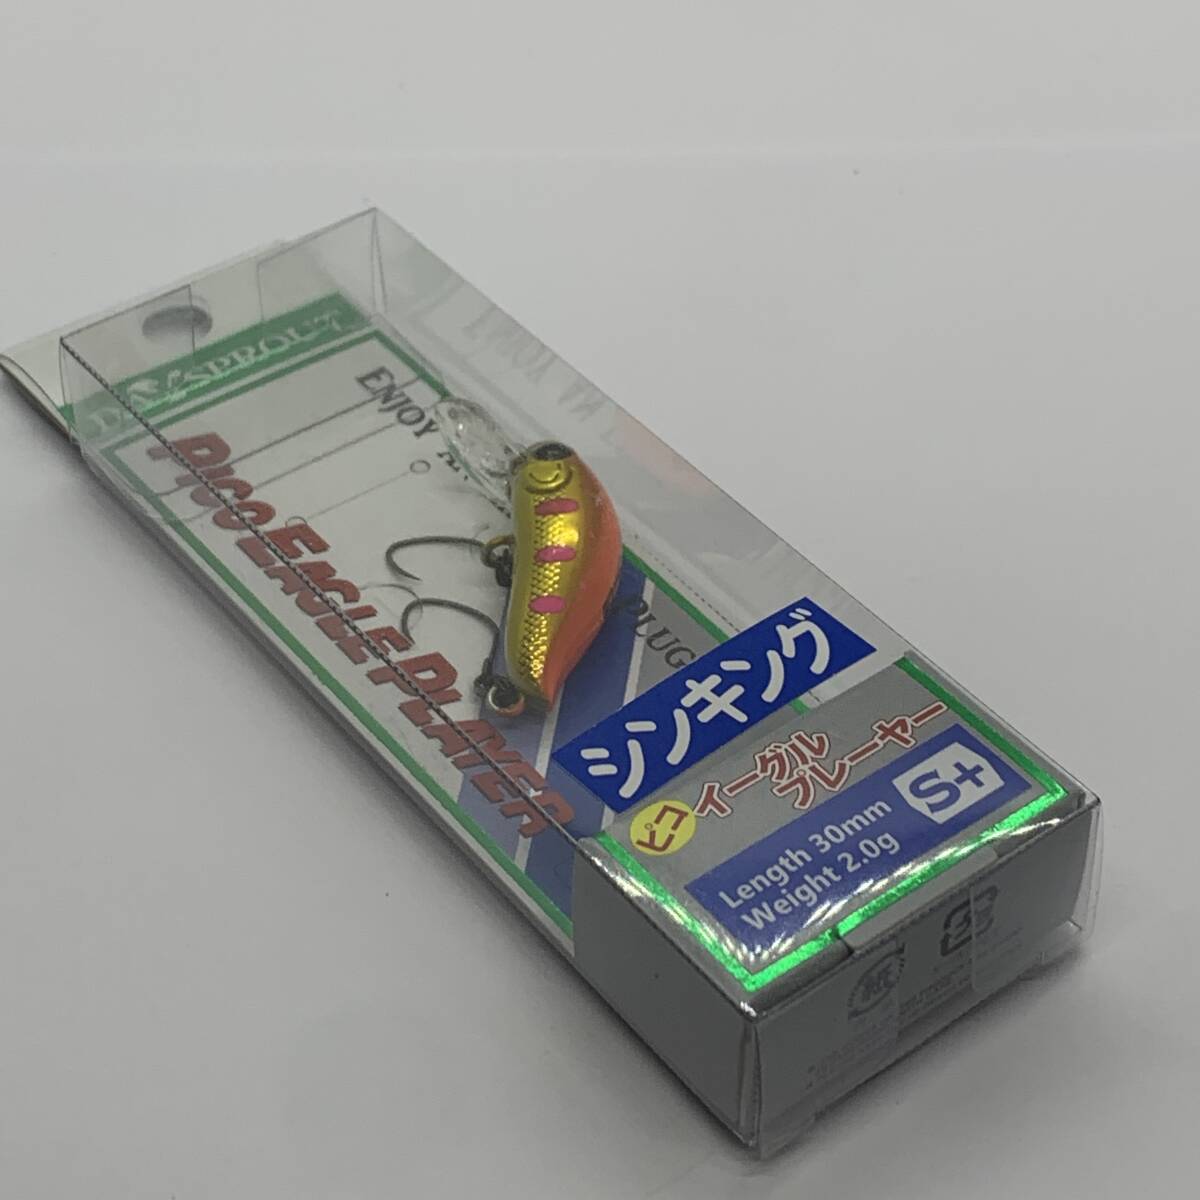 DAYSPROUT
ENJOY
PICO EAGLE PLAYER
PLUG
シンキング
ピコ
イーグル
プレーヤー
S+
Length 30mm
Weight 2.0g